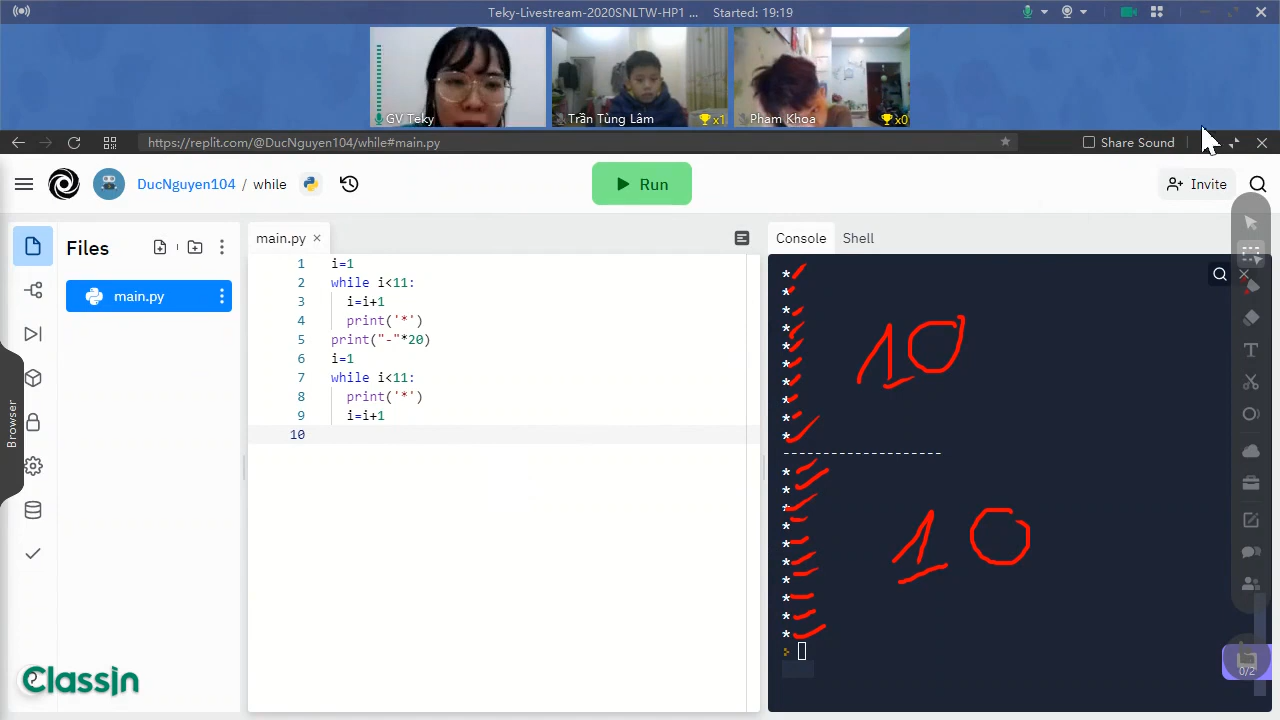 Teky-Livestream-2020SNLTW-HP1 ... Started: 19:19
GV Teky
Trần Tùng Lâm
x1
Pham Khoa
x0
https://replit.com/@DucNguyen104/while#main.py
Share Sound
DucNguyen104 / while
Run
Invite
Files
main.py
main.py ×
Console
Shell
1 i=1
2 while i<11:
3 i=i+1
4 print('*')
5 print("-"*20)
6 i=1
7 while i<11:
8 print('*')
9 i=i+1
10
*
*
*
*
*
*
*
*
*
*
--------------------
*
*
*
*
*
*
*
*
*
*
10
10
Browser
ClassIn
0/2